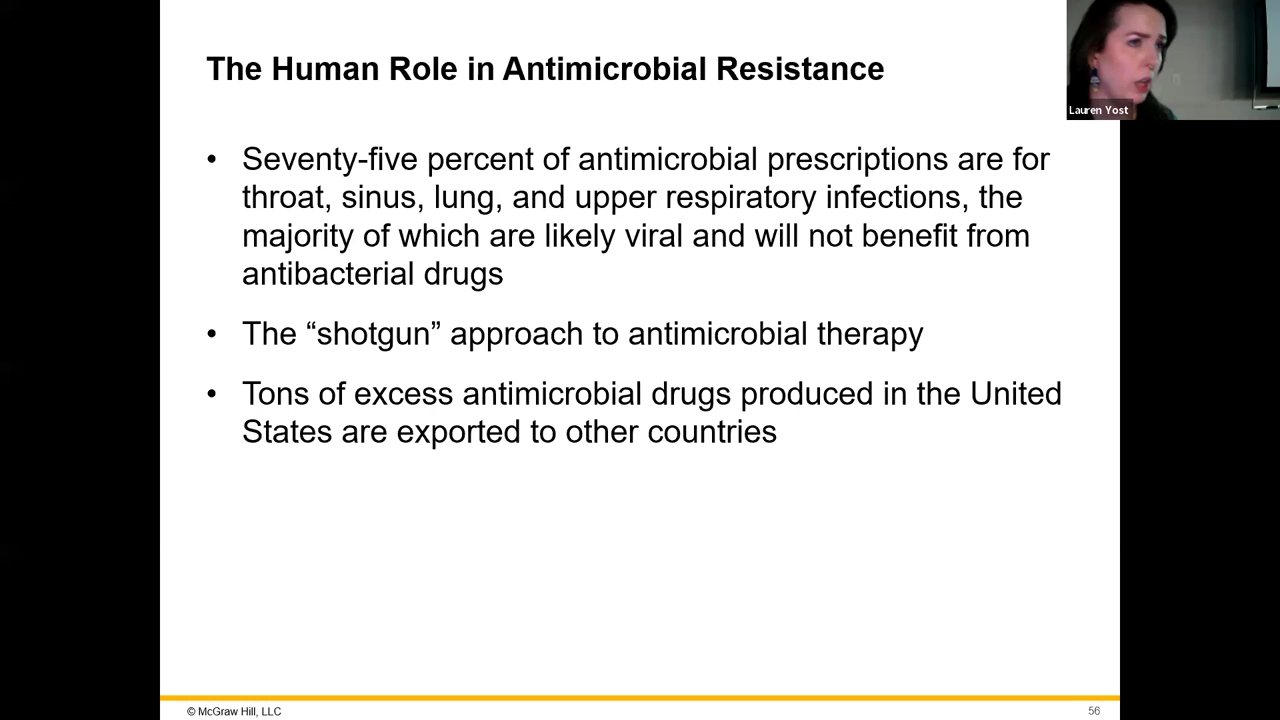 The Human Role in Antimicrobial Resistance
Lauren Yost
• Seventy-five percent of antimicrobial prescriptions are for
throat, sinus, lung, and upper respiratory infections, the
majority of which are likely viral and will not benefit from
antibacterial drugs
• The “shotgun” approach to antimicrobial therapy
• Tons of excess antimicrobial drugs produced in the United
States are exported to other countries
© McGraw Hill, LLC
56